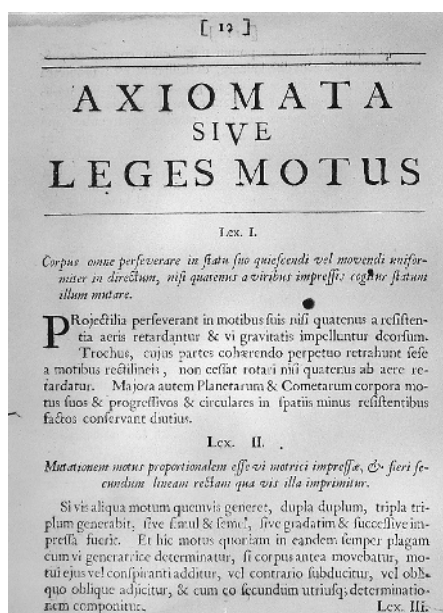 [ 12 ]
AXIOMATA
SIVE
LEGES MOTUS
Lex. I.
Corpus omne perseverare in statu suo quiescendi vel movendi unifor-
miter in directum, nisi quatenus a viribus impressis cogitur statum
illum mutare.
PRojectilia perseverant in motibus suis nisi quatenus a resisten-
tia aeris retardantur & vi gravitatis impelluntur deorsum.
Trochus, cujus partes cohærendo perpetuo retrahunt sese
a motibus rectilineis, non cessat rotari nisi quatenus ab aere re-
tardatur. Majora autem Planetarum & Cometarum corpora mo-
tus suos & progressivos & circulares in spatiis minus resistentibus
factos conservant diutius.
Lex. II.
Mutationem motus proportionalem esse vi motrici impressæ, & fieri se-
cundum lineam rectam qua vis illa imprimitur.
Si vis aliqua motum quemvis generet, dupla duplum, tripla tri-
plum generabit, sive simul & semel, sive gradatim & successive im-
pressa fuerit. Et hic motus quoniam in eandem semper plagam
cum vi generatrice determinatur, si corpus antea movebatur, mo-
tui ejus vel conspiranti additur, vel contrario subducitur, vel obli-
quo oblique adjicitur, & cum eo secundum utriusq; determinatio-
nem componitur.
Lex. III.